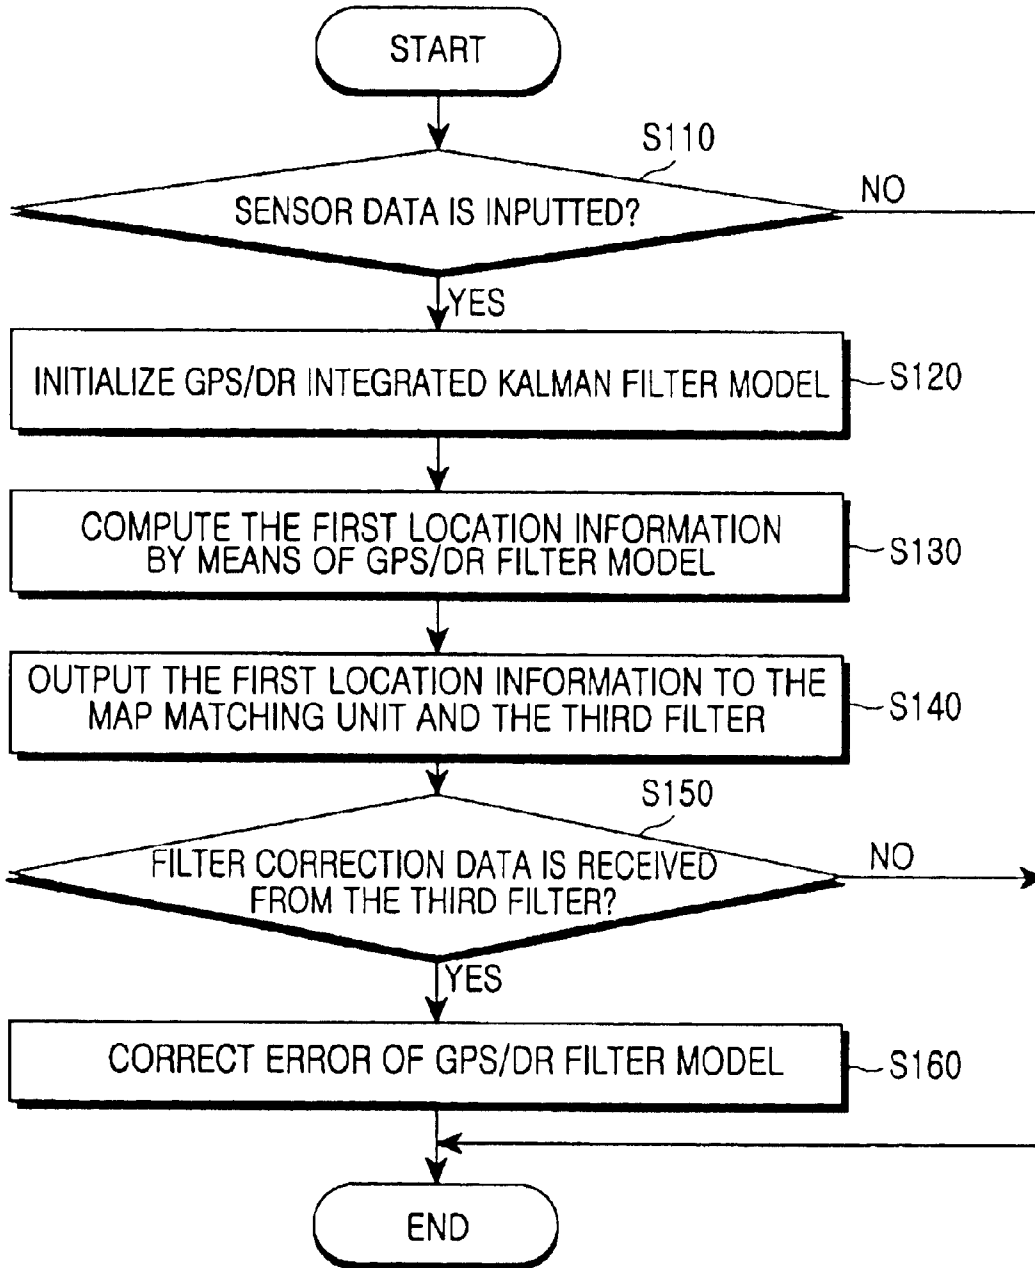 START
S110
SENSOR DATA IS INPUTTED?
NO
YES
INITIALIZE GPS/DR INTEGRATED KALMAN FILTER MODEL
S120
COMPUTE THE FIRST LOCATION INFORMATION
BY MEANS OF GPS/DR FILTER MODEL
S130
OUTPUT THE FIRST LOCATION INFORMATION TO THE
MAP MATCHING UNIT AND THE THIRD FILTER
S140
S150
FILTER CORRECTION DATA IS RECEIVED
FROM THE THIRD FILTER?
NO
YES
CORRECT ERROR OF GPS/DR FILTER MODEL
S160
END